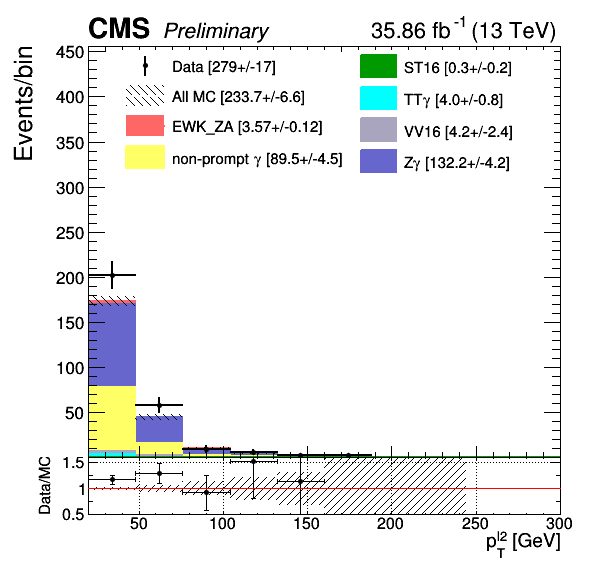 CMS Preliminary 35.86 fb⁻¹ (13 TeV)
Events/bin
450
400
350
300
250
200
150
100
50
Data [279+/-17]
All MC [233.7+/-6.6]
EWK_ZA [3.57+/-0.12]
non-prompt γ [89.5+/-4.5]
ST16 [0.3+/-0.2]
TTγ [4.0+/-0.8]
VV16 [4.2+/-2.4]
Zγ [132.2+/-4.2]
Data/MC
1.5
1
0.5
50 100 150 200 250 300
p_T^l2 [GeV]